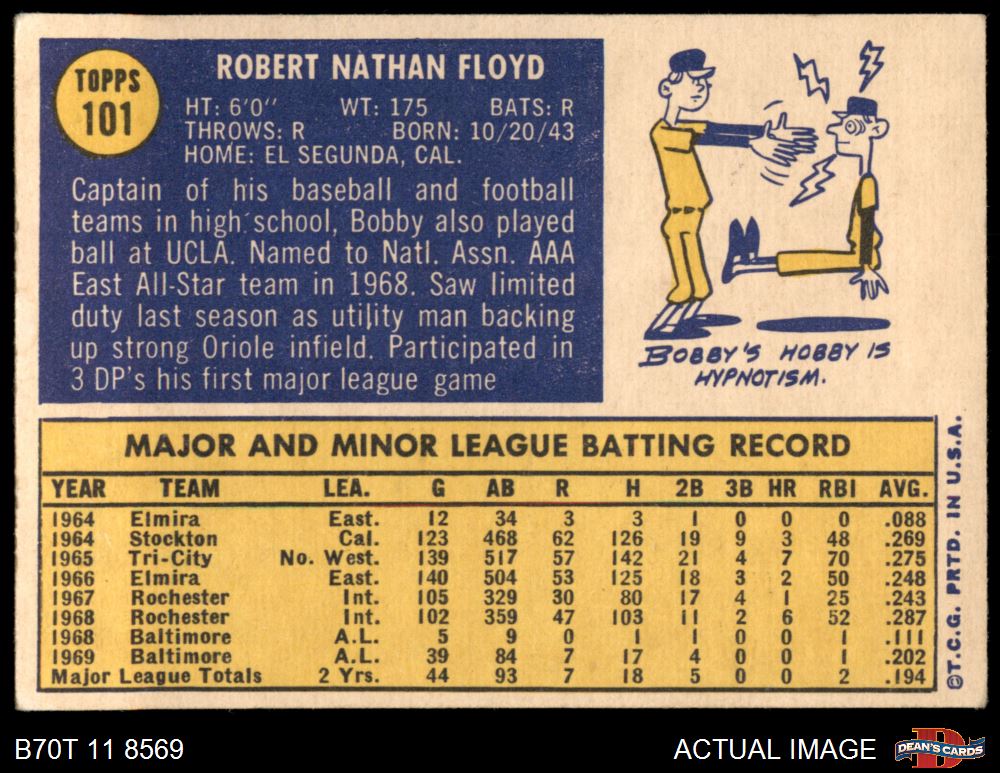 TOPPS
101
ROBERT NATHAN FLOYD
HT: 6'0" WT: 175 BATS: R
THROWS: R BORN: 10/20/43
HOME: EL SEGUNDA, CAL.
Captain of his baseball and football
teams in high school, Bobby also played
ball at UCLA. Named to Natl. Assn. AAA
East All-Star team in 1968. Saw limited
duty last season as utility man backing
up strong Oriole infield. Participated in
3 DP's his first major league game
BOBBY'S HOBBY IS
HYPNOTISM.
MAJOR AND MINOR LEAGUE BATTING RECORD
YEAR TEAM LEA. G AB R H 2B 3B HR RBI AVG.
1964 Elmira East. 12 34 3 3 1 0 0 0 .088
1964 Stockton Cal. 123 468 62 126 19 9 3 48 .269
1965 Tri-City No. West. 139 517 57 142 21 4 7 70 .275
1966 Elmira East. 140 504 53 125 18 3 2 50 .248
1967 Rochester Int. 105 329 30 80 17 4 1 25 .243
1968 Rochester Int. 102 359 47 103 11 2 6 52 .287
1968 Baltimore A.L. 5 9 0 1 1 0 0 1 .111
1969 Baltimore A.L. 39 84 7 17 4 0 0 1 .202
Major League Totals 2 Yrs. 44 93 7 18 5 0 0 2 .194
©T.C.G. PRTD. IN U.S.A.
B70T 11 8569
ACTUAL IMAGE
DEAN'S CARDS